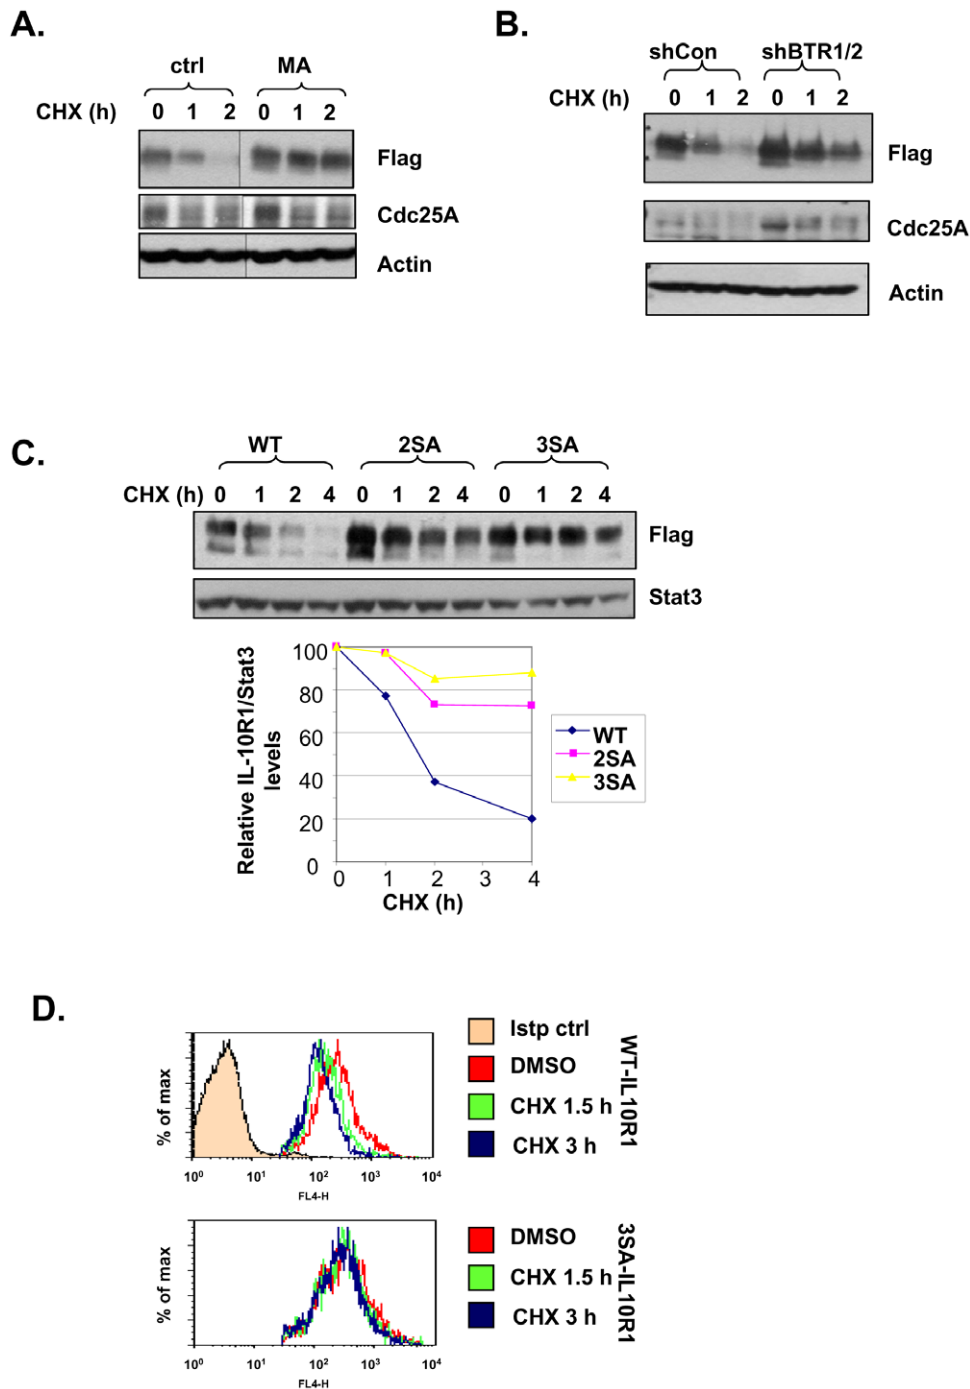 A.
ctrl MA
CHX (h) 0 1 2 0 1 2
Flag
Cdc25A
Actin
B.
shCon shBTR1/2
CHX (h) 0 1 2 0 1 2
Flag
Cdc25A
Actin
C.
WT 2SA 3SA
CHX (h) 0 1 2 4 0 1 2 4 0 1 2 4
Flag
Stat3
Relative IL-10R1/Stat3
levels
100
80
60
40
20
0
0 1 2 3 4
CHX (h)
WT
2SA
3SA
D.
% of max
10⁰ 10¹ 10² 10³ 10⁴
FL4-H
Istp ctrl
DMSO
CHX 1.5 h
CHX 3 h
WT-IL10R1
% of max
10⁰ 10¹ 10² 10³ 10⁴
FL4-H
DMSO
CHX 1.5 h
CHX 3 h
3SA-IL10R1